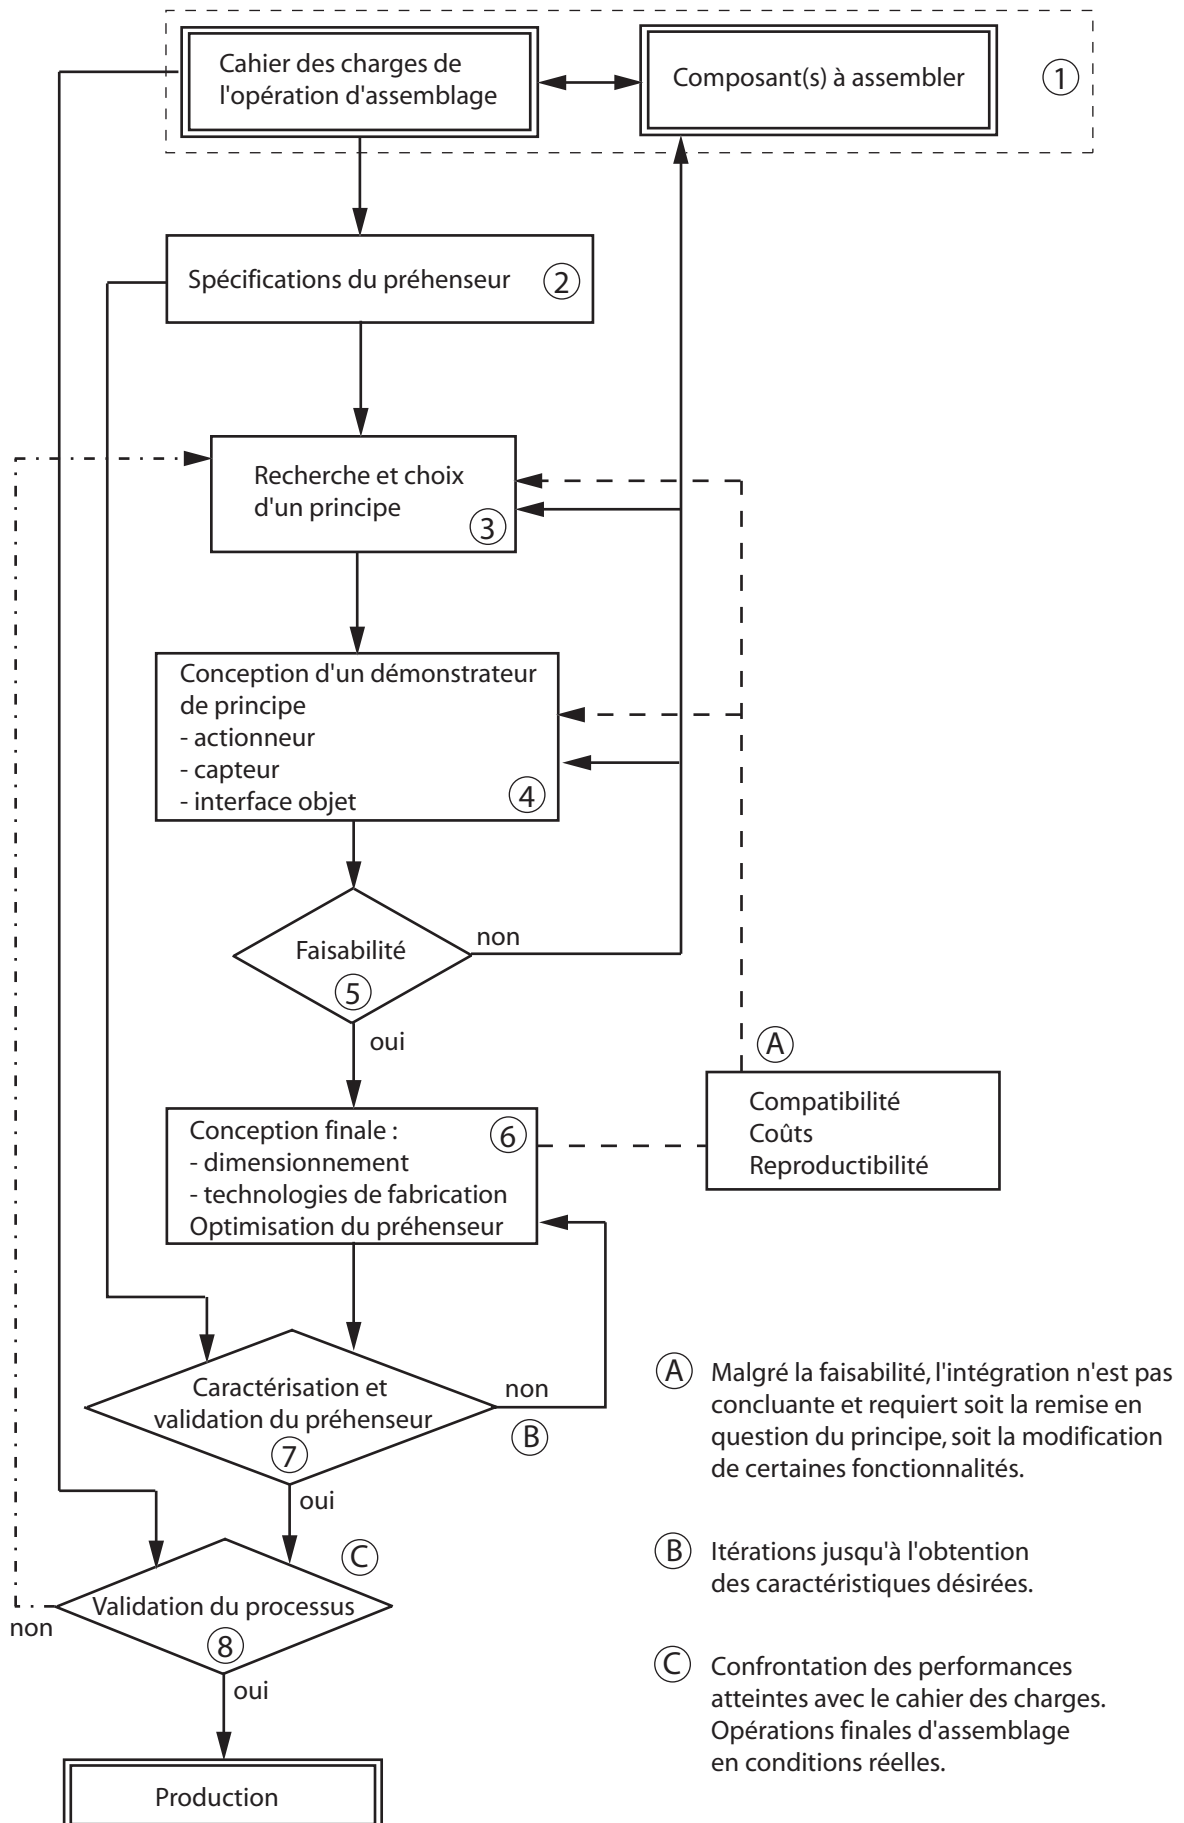 Cahier des charges de
l'opération d'assemblage
Composant(s) à assembler
1
Spécifications du préhenseur
2
Recherche et choix
d'un principe
3
Conception d'un démonstrateur
de principe
- actionneur
- capteur
- interface objet
4
Faisabilité
5
non
oui
A
Compatibilité
Coûts
Reproductibilité
Conception finale :
6
- dimensionnement
- technologies de fabrication
Optimisation du préhenseur
Caractérisation et
validation du préhenseur
7
non
B
oui
C
Validation du processus
8
non
oui
Production
A Malgré la faisabilité, l'intégration n'est pas
concluante et requiert soit la remise en
question du principe, soit la modification
de certaines fonctionnalités.
B Itérations jusqu'à l'obtention
des caractéristiques désirées.
C Confrontation des performances
atteintes avec le cahier des charges.
Opérations finales d'assemblage
en conditions réelles.